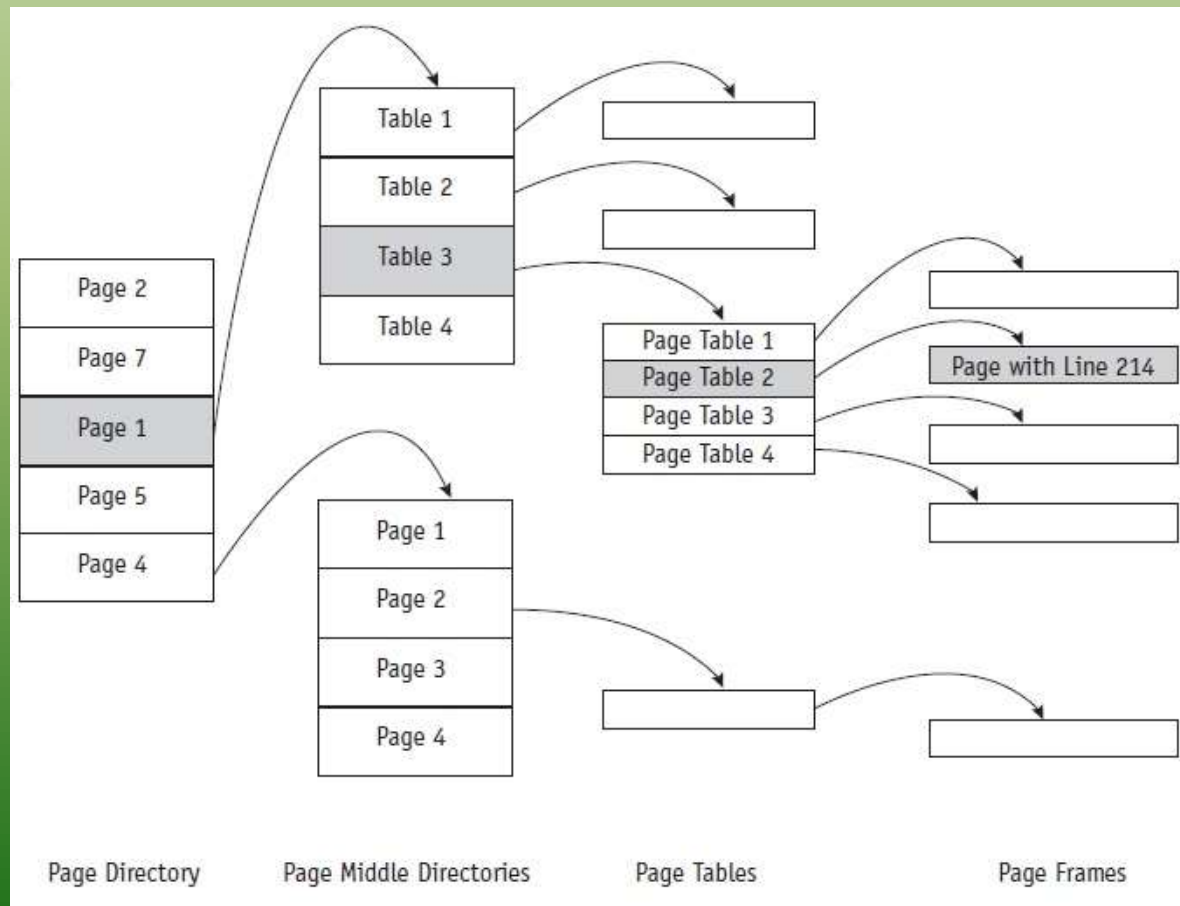 Page 2
Page 7
Page 1
Page 5
Page 4
Table 1
Table 2
Table 3
Table 4
Page 1
Page 2
Page 3
Page 4
Page Table 1
Page Table 2
Page Table 3
Page Table 4
Page with Line 214
Page Directory
Page Middle Directories
Page Tables
Page Frames